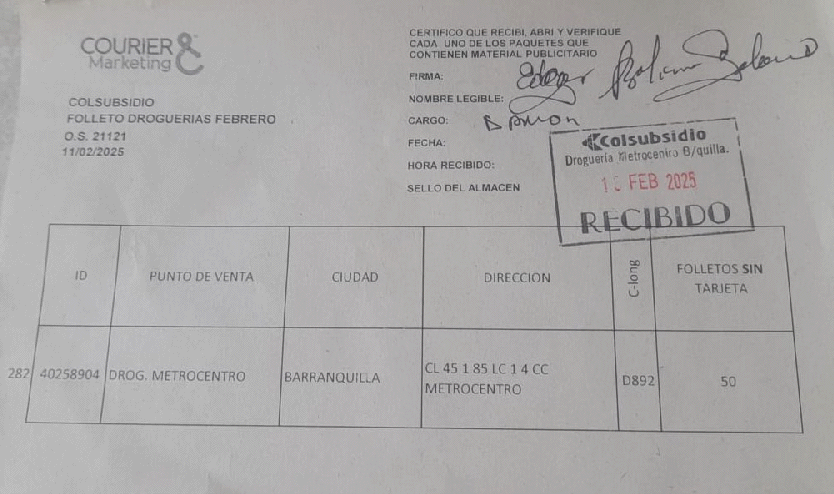 COURIER &
Marketing
COLSUBSIDIO
FOLLETO DROGUERIAS FEBRERO
O.S. 21121
11/02/2025
CERTIFICO QUE RECIBI, ABRI Y VERIFIQUE
CADA UNO DE LOS PAQUETES QUE
CONTIENEN MATERIAL PUBLICITARIO
FIRMA:
NOMBRE LEGIBLE:
CARGO:
FECHA:
HORA RECIBIDO:
SELLO DEL ALMACEN
Colsubsidio
Droguería Metrocentro B/quilla.
FEB 2025
RECIBIDO
ID PUNTO DE VENTA CIUDAD DIRECCION C-long FOLLETOS SIN
TARJETA
282 40258904 DROG. METROCENTRO BARRANQUILLA CL 45 1 85 LC 1 4 CC
METROCENTRO D892 50